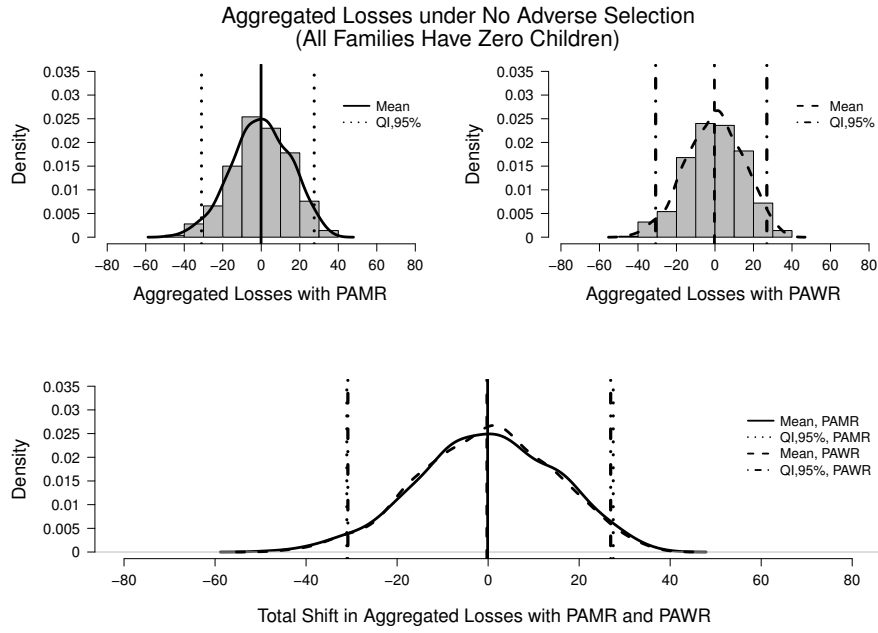 Aggregated Losses under No Adverse Selection
(All Families Have Zero Children)
0.035
0.03
0.025
0.02
0.015
0.01
0.005
0
Density
Mean
QI,95%
−80 −60 −40 −20 0 20 40 60 80
Aggregated Losses with PAMR
0.035
0.03
0.025
0.02
0.015
0.01
0.005
0
Density
Mean
QI,95%
−80 −60 −40 −20 0 20 40 60 80
Aggregated Losses with PAWR
0.035
0.03
0.025
0.02
0.015
0.01
0.005
0
Density
Mean, PAMR
QI,95%, PAMR
Mean, PAWR
QI,95%, PAWR
−80 −60 −40 −20 0 20 40 60 80
Total Shift in Aggregated Losses with PAMR and PAWR